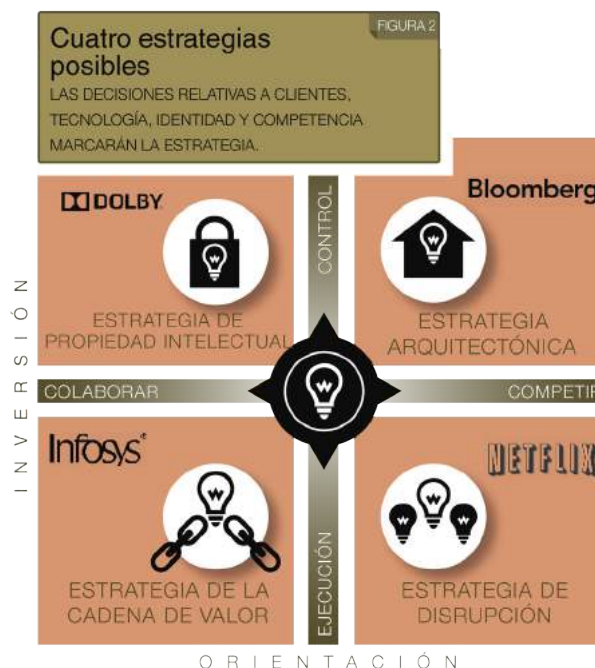 FIGURA 2
Cuatro estrategias
posibles
LAS DECISIONES RELATIVAS A CLIENTES,
TECNOLOGÍA, IDENTIDAD Y COMPETENCIA
MARCARÁN LA ESTRATEGIA.
DOLBY
CONTROL
Bloomberg
ESTRATEGIA DE
PROPIEDAD INTELECTUAL
ESTRATEGIA
ARQUITECTÓNICA
INVERSIÓN
COLABORAR
COMPETIR
Infosys®
NETFLIX
ESTRATEGIA DE LA
CADENA DE VALOR
EJECUCIÓN
ESTRATEGIA DE
DISRUPCIÓN
ORIENTACIÓN